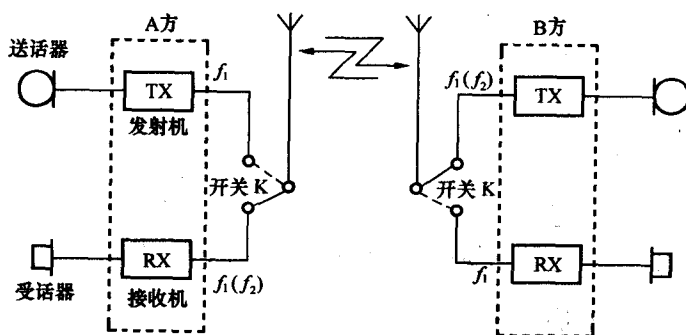 A方
B方
送话器
f₁
f₁(f₂)
TX
TX
发射机
开关 K
开关 K
RX
RX
受话器
接收机
f₁(f₂)
f₁